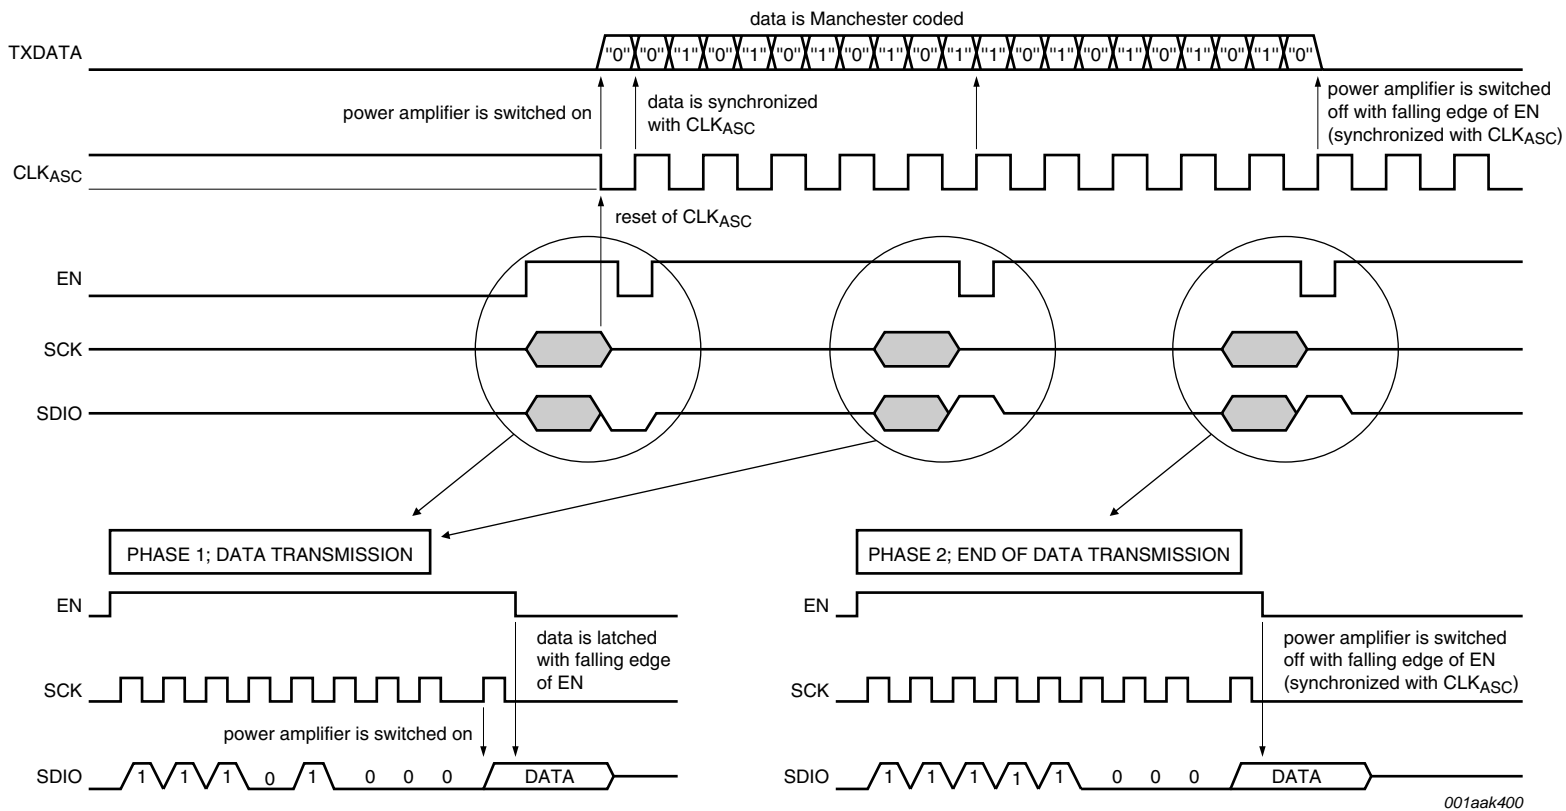 data is Manchester coded
TXDATA "0" "0" "1" "0" "1" "0" "1" "0" "1" "0" "1" "1" "0" "1" "0" "1" "0" "1" "0" "1" "0"
power amplifier is switched on
data is synchronized
with CLKASC
power amplifier is switched
off with falling edge of EN
(synchronized with CLKASC)
CLKASC
reset of CLKASC
EN
SCK
SDIO
PHASE 1; DATA TRANSMISSION
EN
data is latched
with falling edge
of EN
SCK
power amplifier is switched on
SDIO 1 1 1 0 1 0 0 0 DATA
PHASE 2; END OF DATA TRANSMISSION
EN
power amplifier is switched
off with falling edge of EN
(synchronized with CLKASC)
SCK
SDIO 1 1 1 1 1 0 0 0 DATA
001aak400